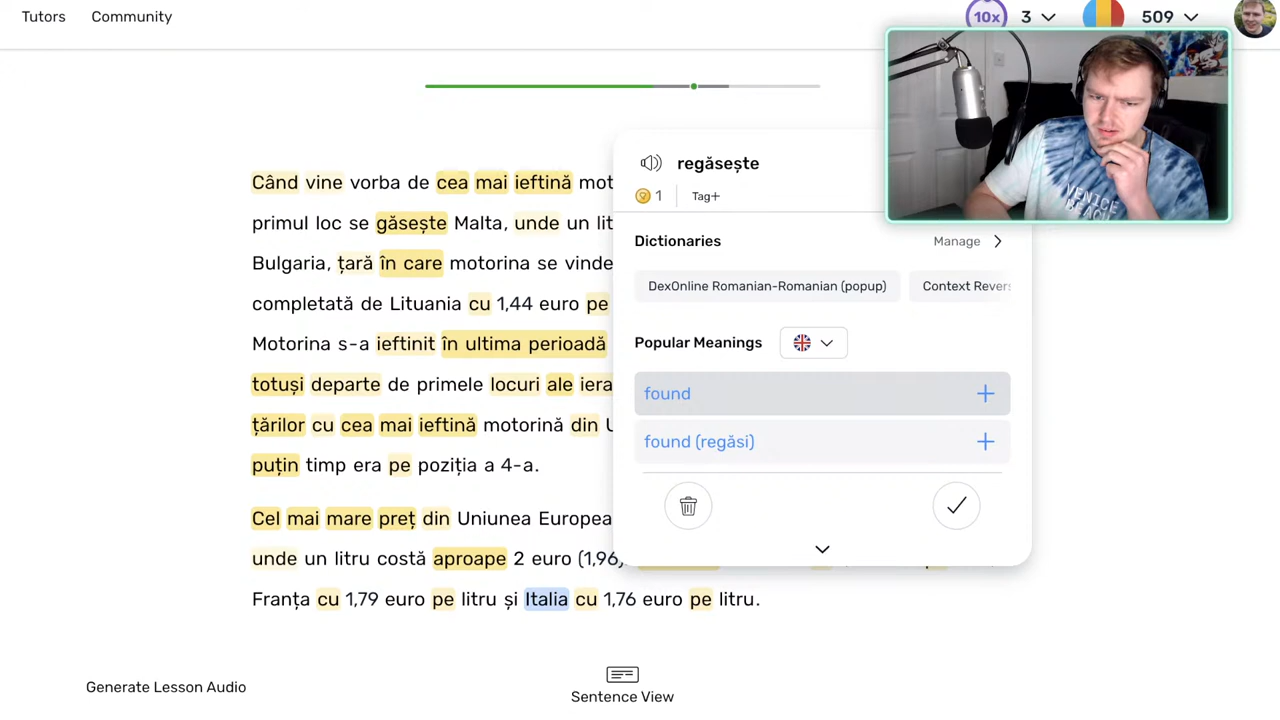 Tutors Community 10x 3 509
Când vine vorba de cea mai ieftină mot
primul loc se găsește Malta, unde un lit
Bulgaria, țară în care motorina se vinde
completată de Lituania cu 1,44 euro pe
Motorina s-a ieftinit în ultima perioadă
totuși departe de primele locuri ale iera
țărilor cu cea mai ieftină motorină din U
puțin timp era pe poziția a 4-a.
Cel mai mare preț din Uniunea Europea
unde un litru costă aproape 2 euro (1,96)
Franța cu 1,79 euro pe litru și Italia cu 1,76 euro pe litru.
regăsește
1 Tag+
Dictionaries Manage
DexOnline Romanian-Romanian (popup) Context Revers
Popular Meanings
found
found (regăsi)
VENICE
BEACH
Generate Lesson Audio
Sentence View